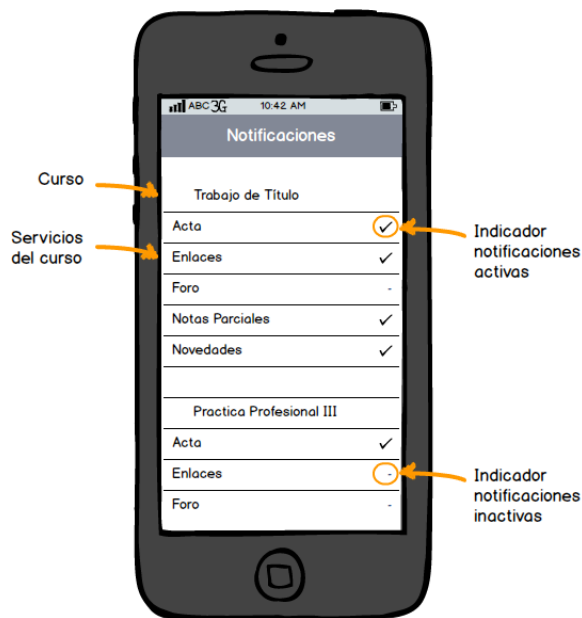 ABC 3G 10:42 AM
Notificaciones
Curso
Trabajo de Título
Acta ✓
Indicador
notificaciones
activas
Servicios
del curso
Enlaces ✓
Foro -
Notas Parciales ✓
Novedades ✓
Practica Profesional III
Acta ✓
Enlaces -
Indicador
notificaciones
inactivas
Foro -